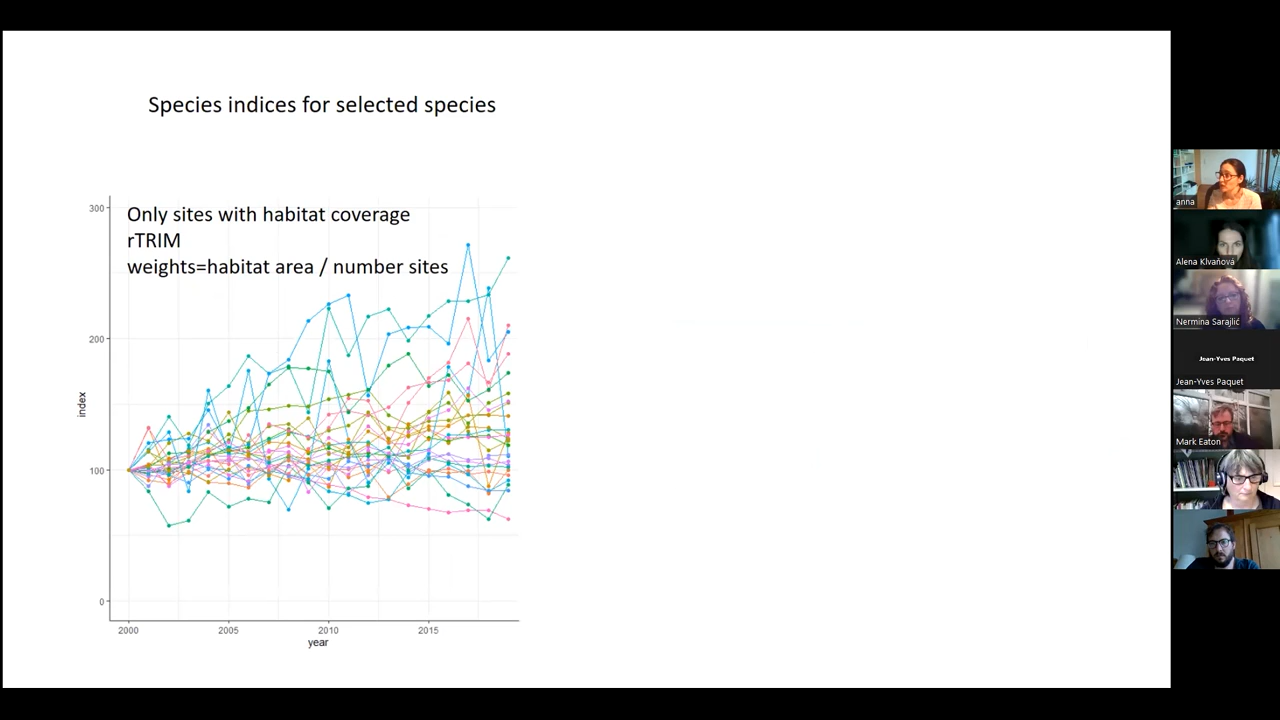 Species indices for selected species
Only sites with habitat coverage
rTRIM
weights=habitat area / number sites
300
200
100
0
index
2000
2005
2010
2015
year
anna
Alena Klvaňová
Nermina Sarajlić
Jean-Yves Paquet
Jean-Yves Paquet
Mark Eaton